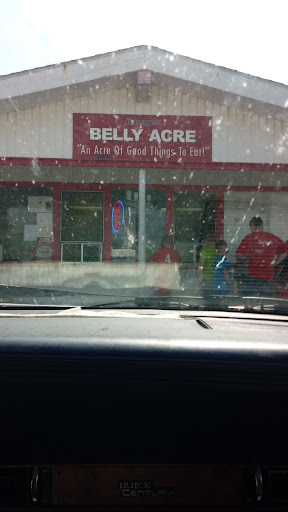 BELLY ACRE
"An Acre Of Good Things To Eat!"
BUICK
CENTURY